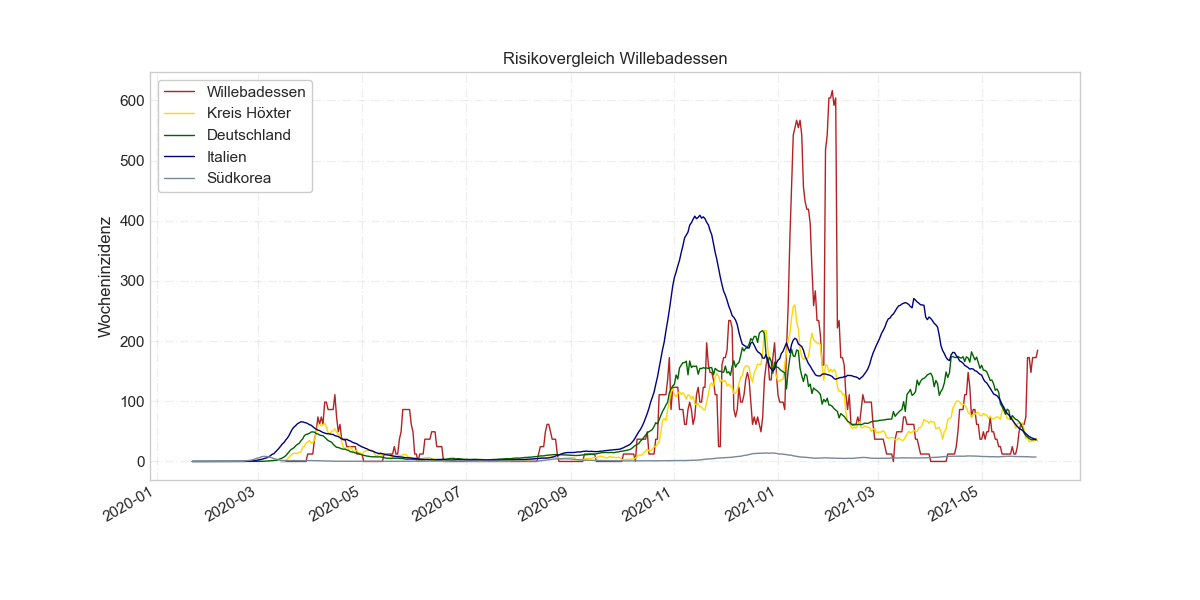 Risikovergleich Willebadessen
Willebadessen
Kreis Höxter
Deutschland
Italien
Südkorea
Wocheninzidenz
600
500
400
300
200
100
0
2020-01
2020-03
2020-05
2020-07
2020-09
2020-11
2021-01
2021-03
2021-05